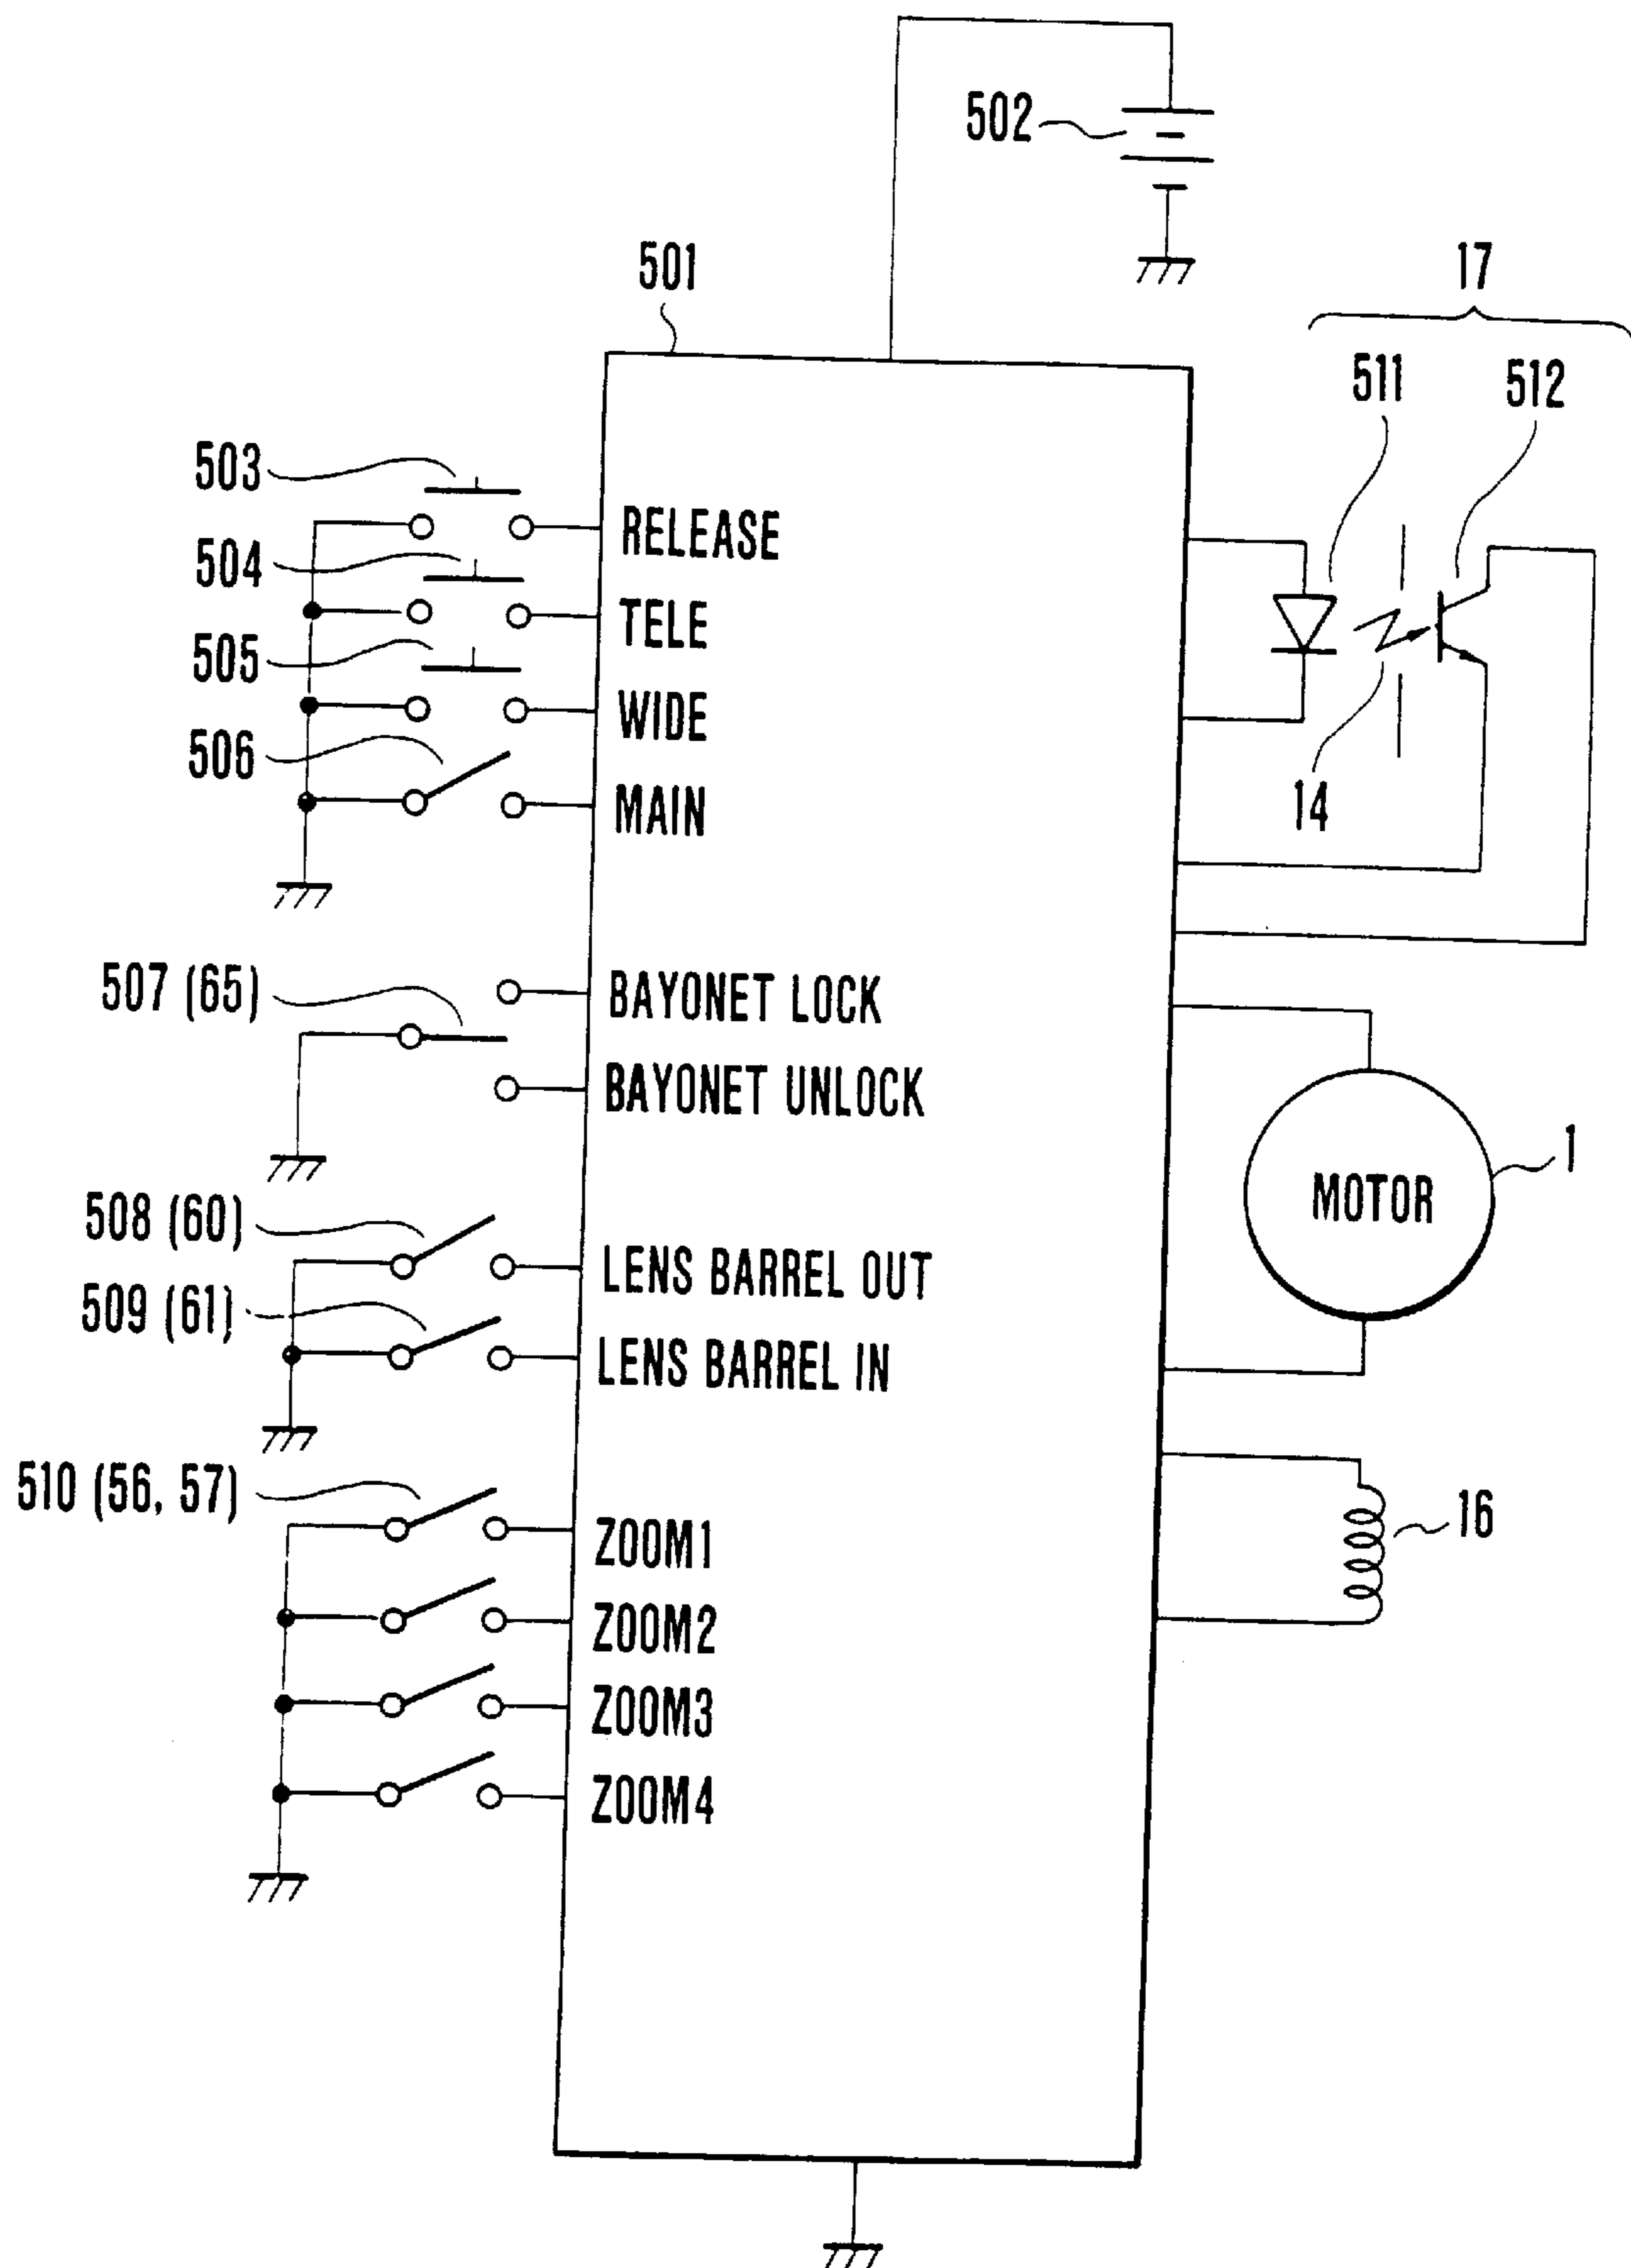 502
501
17
511
512
503
RELEASE
504
TELE
505
WIDE
506
MAIN
14
507 (65)
BAYONET LOCK
BAYONET UNLOCK
1
MOTOR
508 (60)
LENS BARREL OUT
509 (61)
LENS BARREL IN
510 (56, 57)
ZOOM1
16
ZOOM2
ZOOM3
ZOOM4